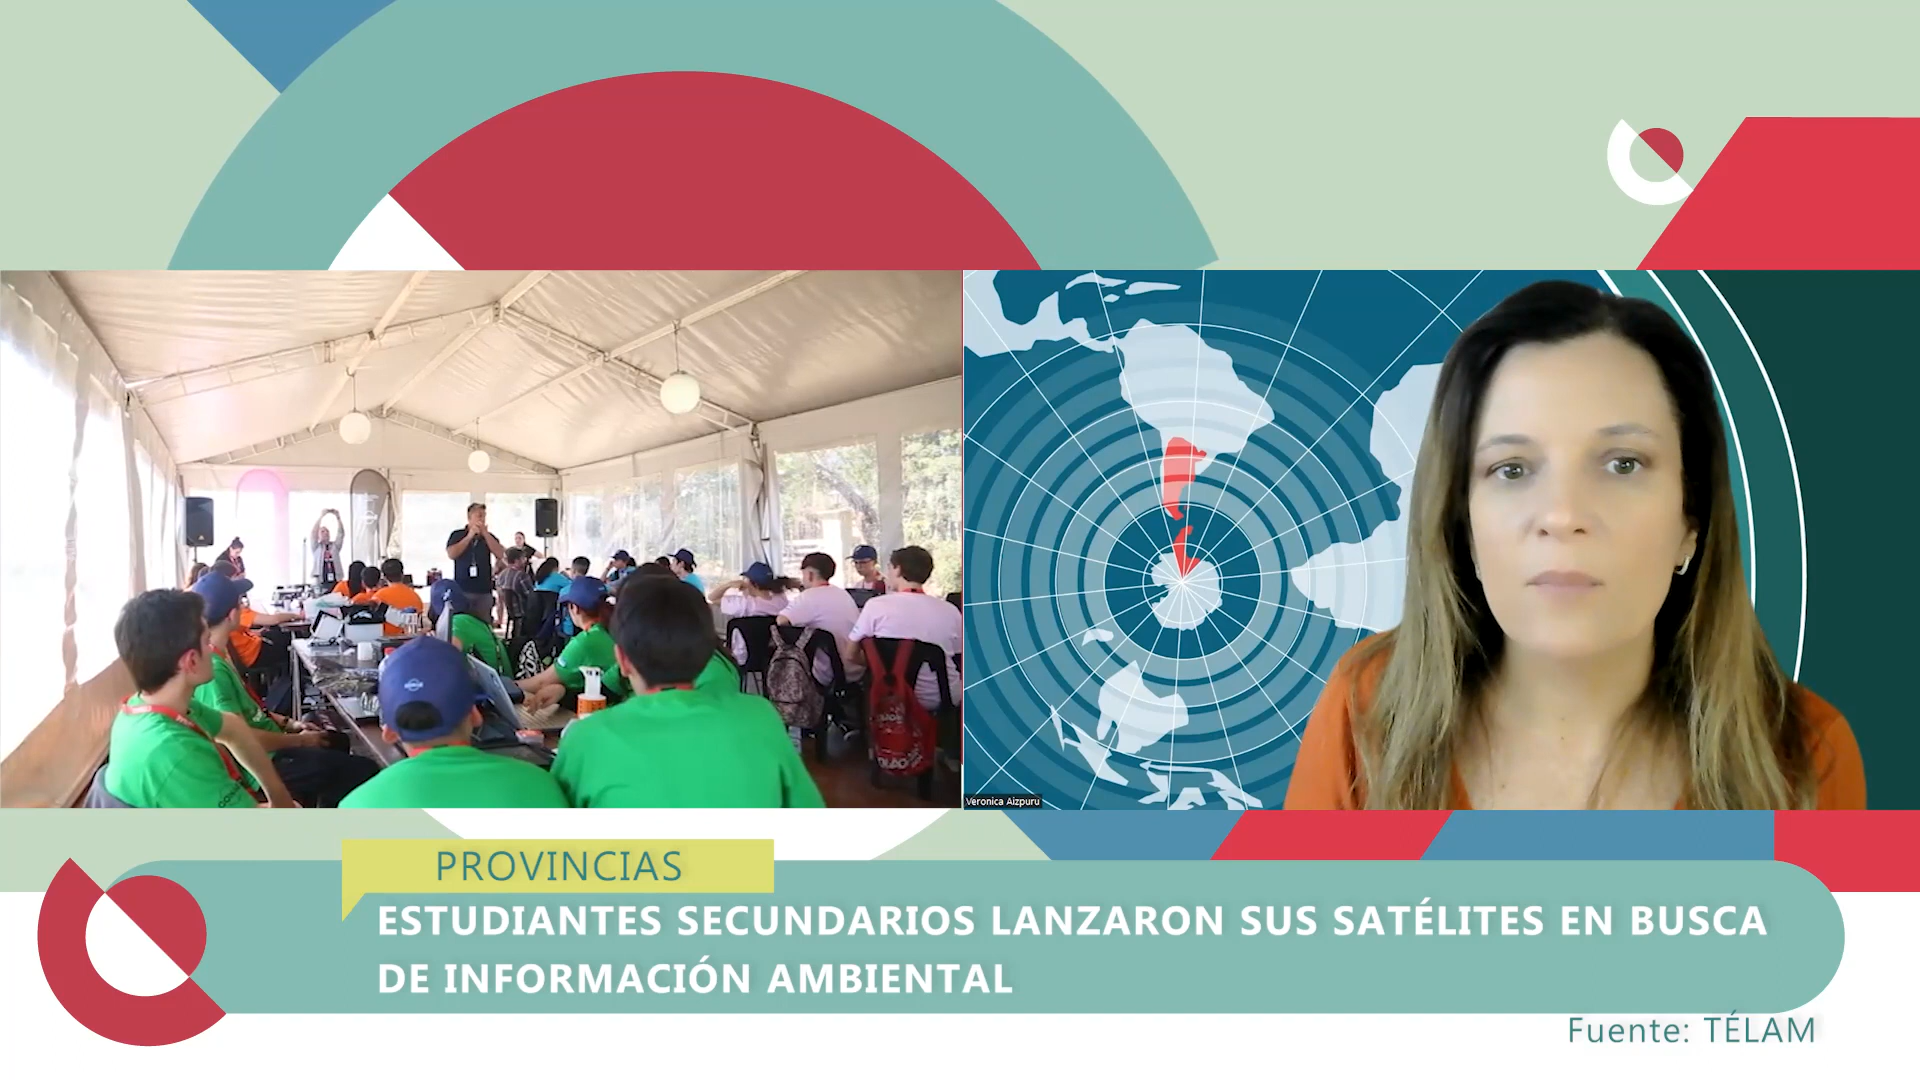 Veronica Aizpuru
PROVINCIAS
ESTUDIANTES SECUNDARIOS LANZARON SUS SATÉLITES EN BUSCA
DE INFORMACIÓN AMBIENTAL
Fuente: TÉLAM